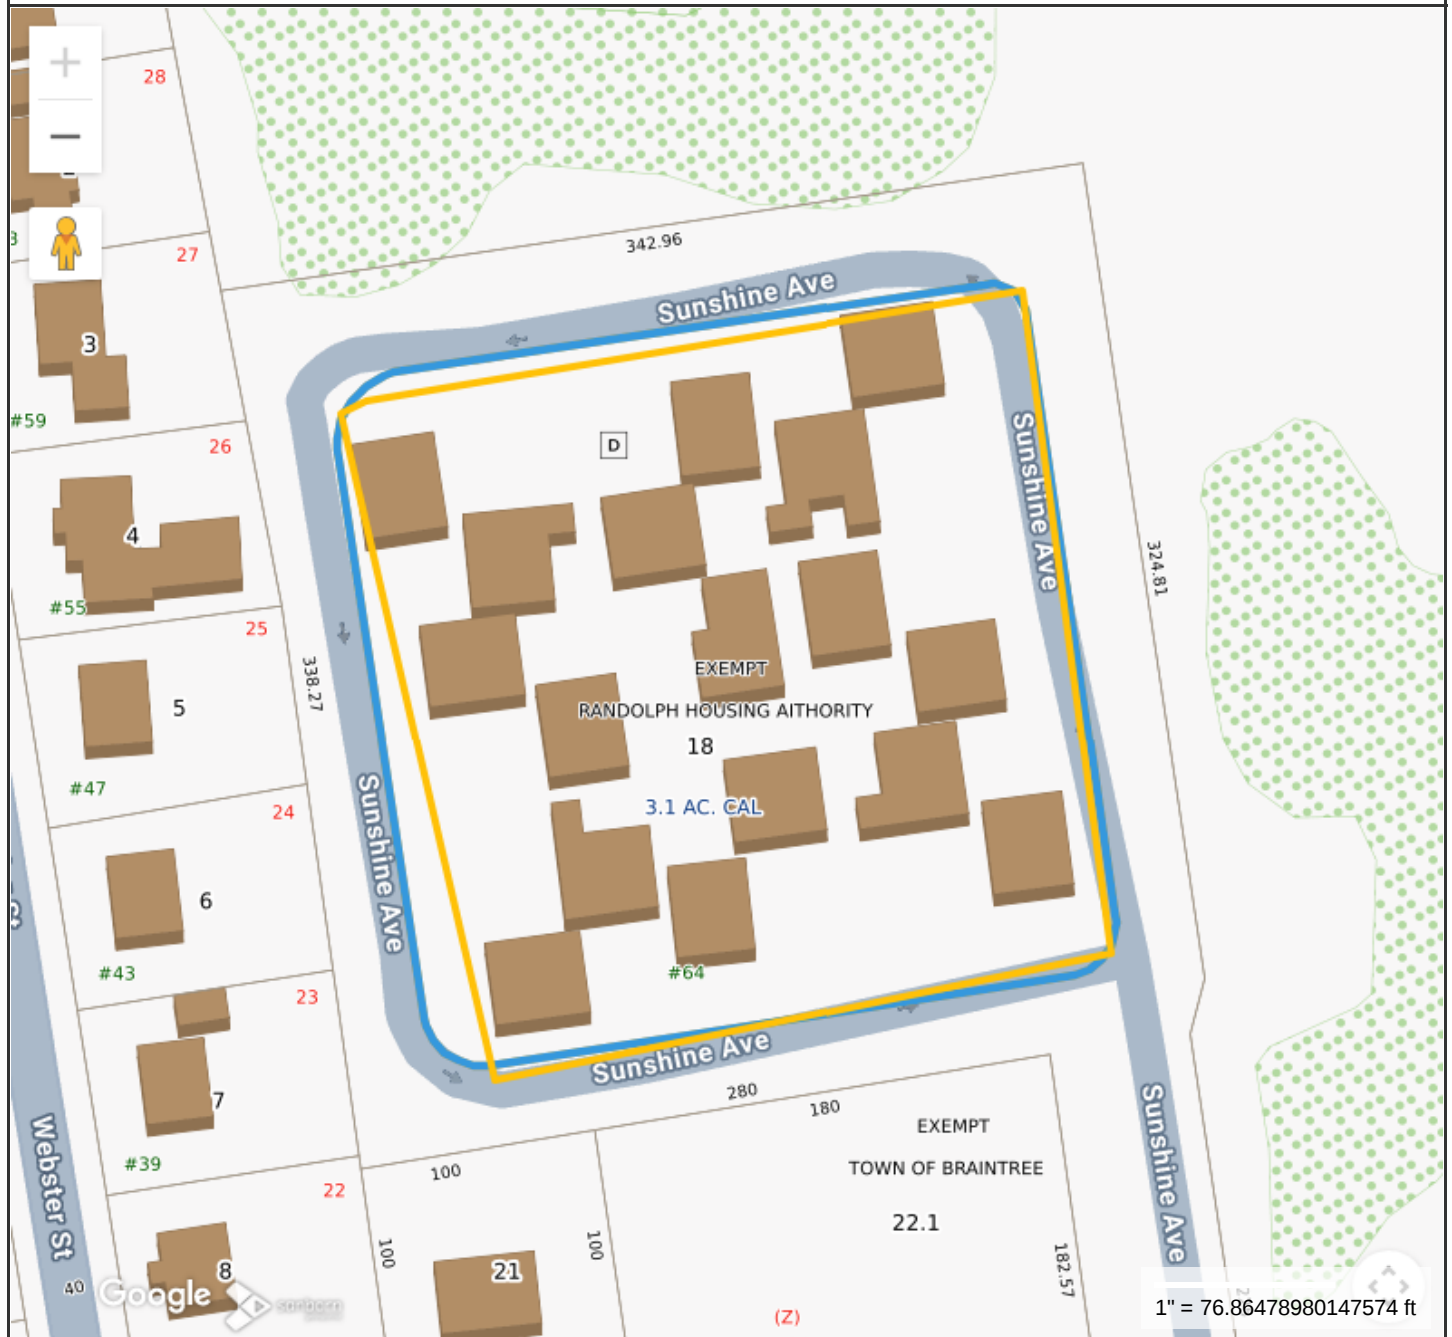 28
27
342.96
Sunshine Ave
3
#59
26
D
Sunshine Ave
4
#55
25
324.81
338.27
EXEMPT
RANDOLPH HOUSING AITHORITY
18
5
#47
3.1 AC. CAL
24
Sunshine Ave
6
#43
#64
23
Sunshine Ave
7
280
180
#39
EXEMPT
TOWN OF BRAINTREE
100
22
22.1
Sunshine Ave
Webster St
100
100
182.57
8
21
40
Google
sanborn
(Z)
1" = 76.86478980147574 ft